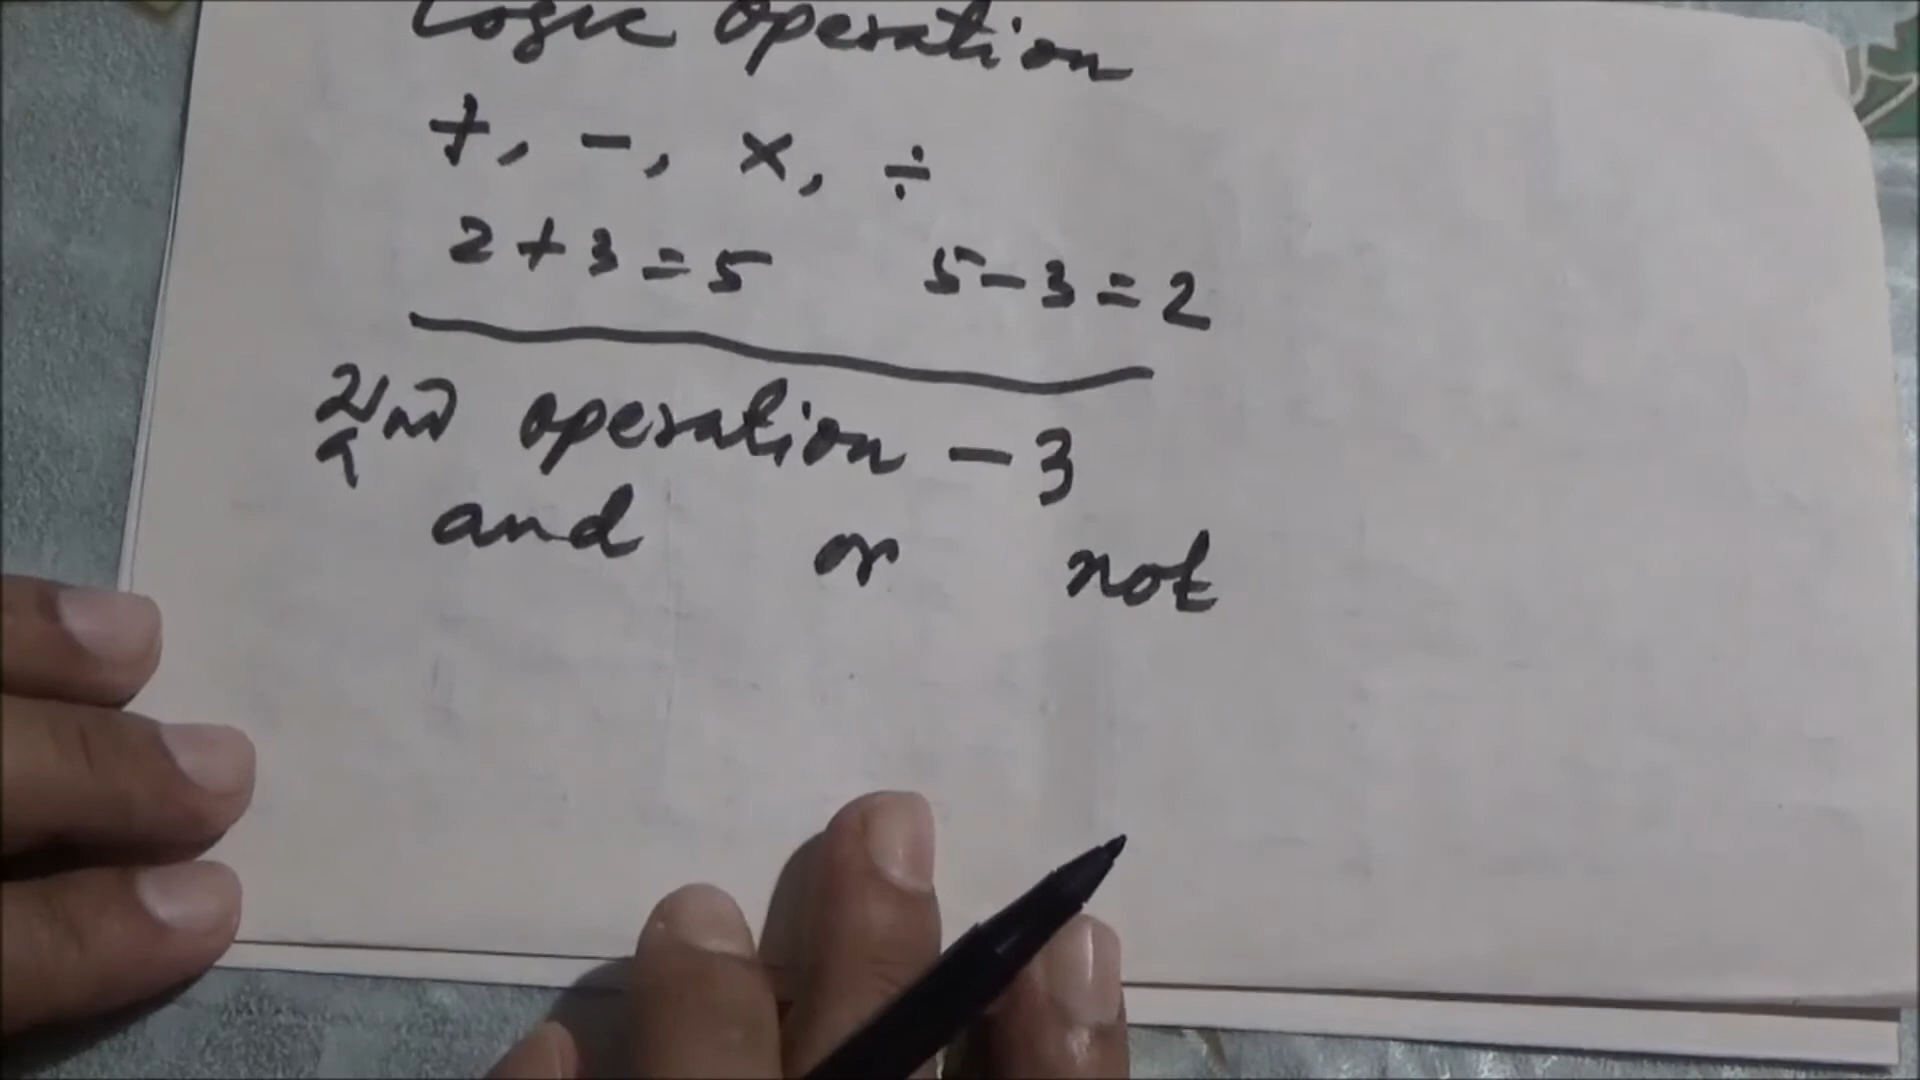 Logic operation
+, -, ×, ÷
2 + 3 = 5 5 - 3 = 2
মূল operation - 3
and or not